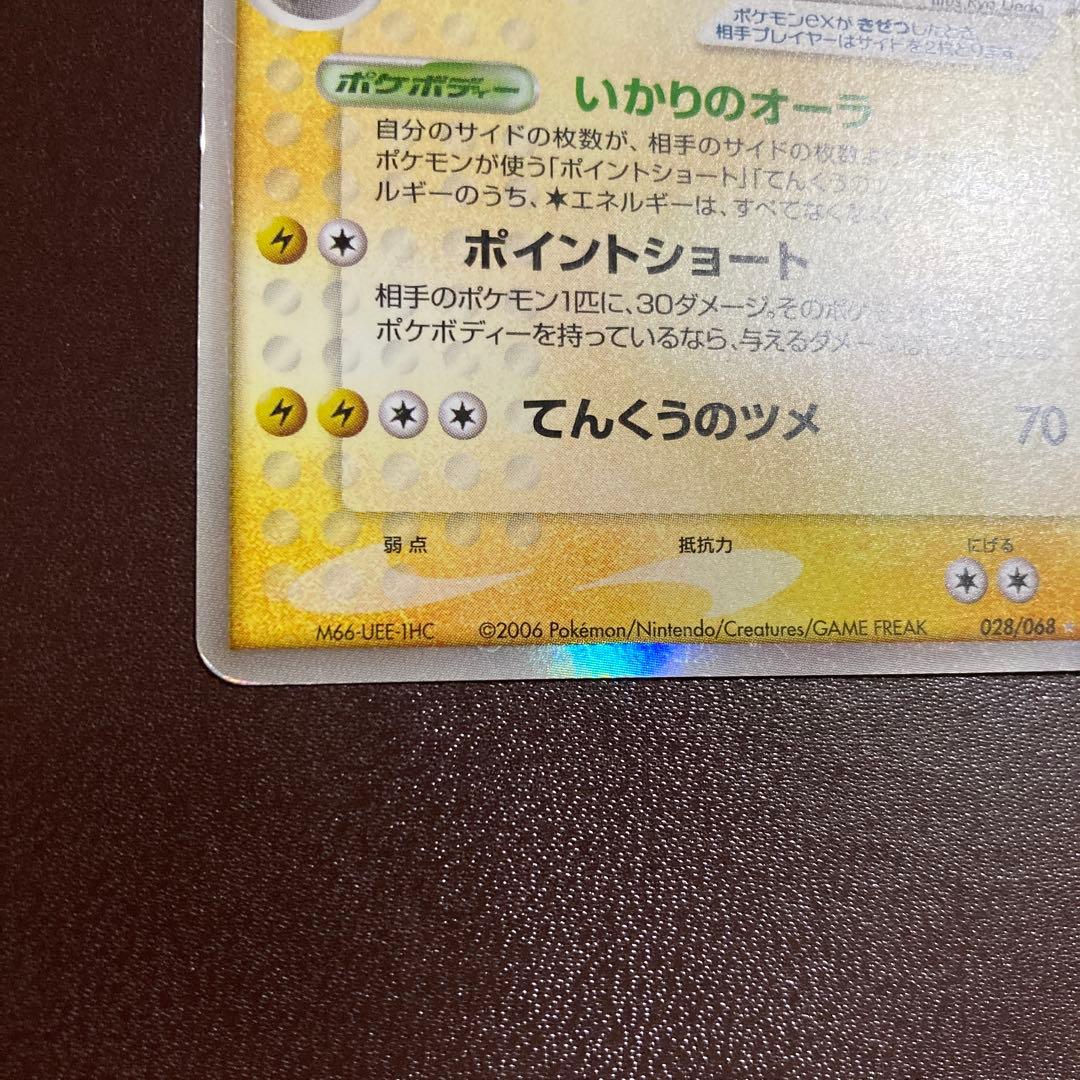 illus. Ryo Ueda
ポケモンexが きぜつしたとき、
相手プレイヤーはサイドを2枚とります。
ポケボディー いかりのオーラ
自分のサイドの枚数が、相手のサイドの枚数
ポケモンが使う「ポイントショート」「てんくうの
ルギーのうち、★エネルギーは、すべてなくな
ポイントショート
相手のポケモン1匹に、30ダメージ。そのポケ
ポケボディーを持っているなら、与えるダメー
てんくうのツメ 70
弱点 抵抗力 にげる
M66-UEE-1HC ©2006 Pokémon/Nintendo/Creatures/GAME FREAK 028/068